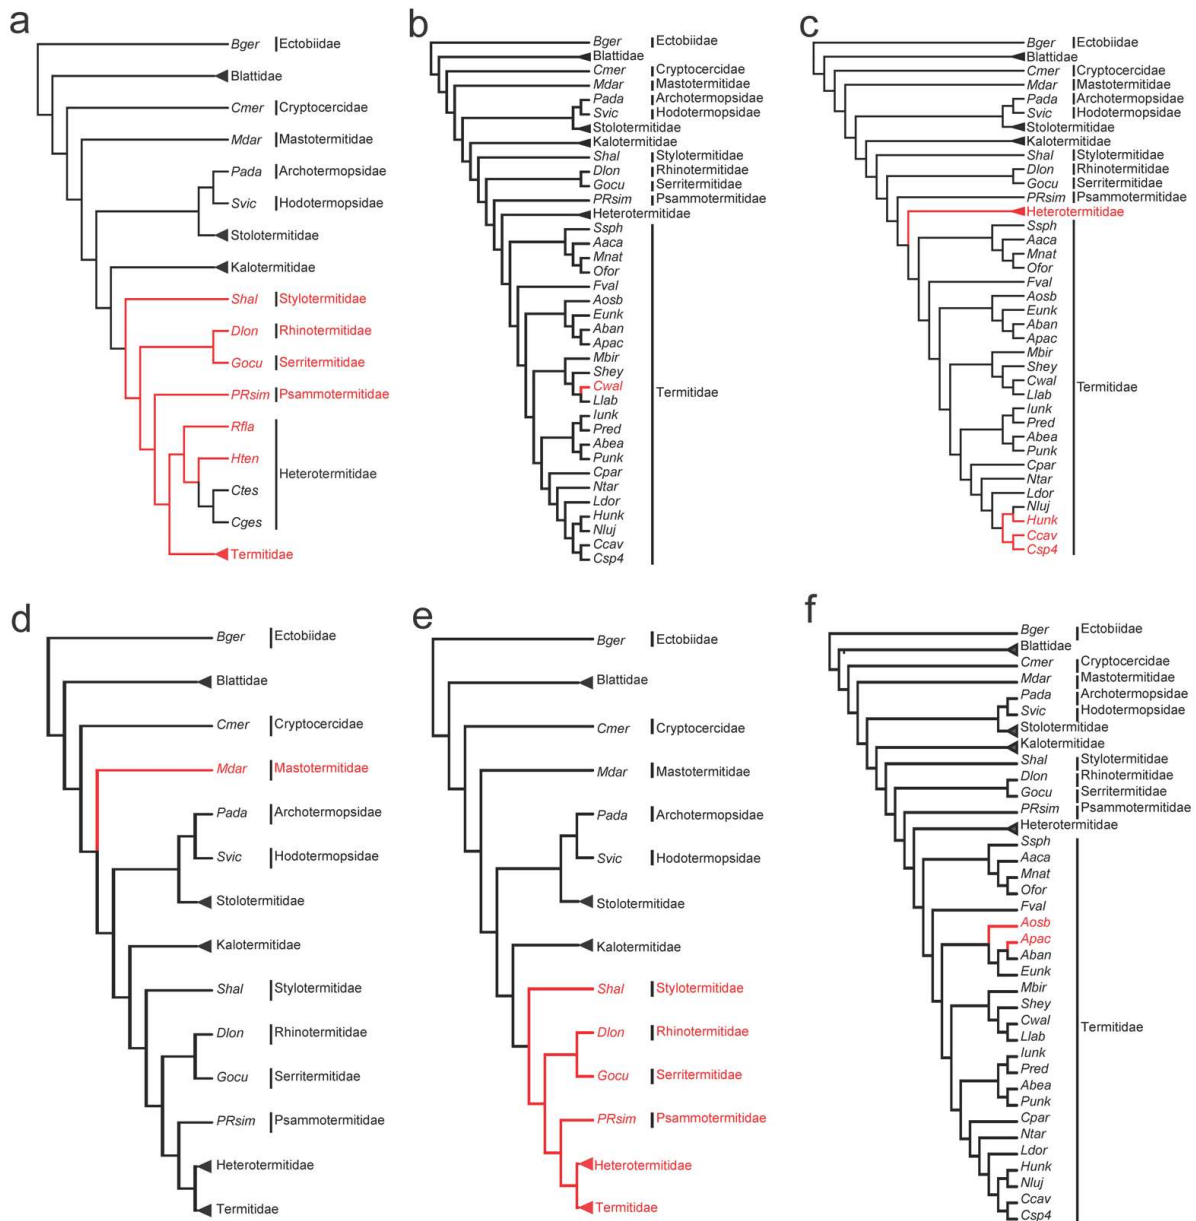 a
Bger Ectobiidae
Blattidae
Cmer Cryptocercidae
Mdar Mastotermitidae
Pada Archotermopsidae
Svic Hodotermopsidae
Stolotermitidae
Kalotermitidae
Shal Stylotermitidae
Dlon Rhinotermitidae
Gocu Serritermitidae
PRsim Psammotermitidae
Rfla
Hten
Heterotermitidae
Ctes
Cges
Termitidae
b
Bger Ectobiidae
Blattidae
Cmer Cryptocercidae
Mdar Mastotermitidae
Pada Archotermopsidae
Svic Hodotermopsidae
Stolotermitidae
Kalotermitidae
Shal Stylotermitidae
Dlon Rhinotermitidae
Gocu Serritermitidae
PRsim Psammotermitidae
Heterotermitidae
Ssph
Aaca
Mnat
Ofor
Fval
Aosb
Eunk
Aban
Apac
Mbir
Shey
Cwal
Termitidae
Llab
Iunk
Pred
Abea
Punk
Cpar
Ntar
Ldor
Hunk
Nluj
Ccav
Csp4
c
Bger Ectobiidae
Blattidae
Cmer Cryptocercidae
Mdar Mastotermitidae
Pada Archotermopsidae
Svic Hodotermopsidae
Stolotermitidae
Kalotermitidae
Shal Stylotermitidae
Dlon Rhinotermitidae
Gocu Serritermitidae
PRsim Psammotermitidae
Heterotermitidae
Ssph
Aaca
Mnat
Ofor
Fval
Aosb
Eunk
Aban
Apac
Mbir
Shey
Cwal
Termitidae
Llab
Iunk
Pred
Abea
Punk
Cpar
Ntar
Ldor
Nluj
Hunk
Ccav
Csp4
d
Bger Ectobiidae
Blattidae
Cmer Cryptocercidae
Mdar Mastotermitidae
Pada Archotermopsidae
Svic Hodotermopsidae
Stolotermitidae
Kalotermitidae
Shal Stylotermitidae
Dlon Rhinotermitidae
Gocu Serritermitidae
PRsim Psammotermitidae
Heterotermitidae
Termitidae
e
Bger Ectobiidae
Blattidae
Cmer Cryptocercidae
Mdar Mastotermitidae
Pada Archotermopsidae
Svic Hodotermopsidae
Stolotermitidae
Kalotermitidae
Shal Stylotermitidae
Dlon Rhinotermitidae
Gocu Serritermitidae
PRsim Psammotermitidae
Heterotermitidae
Termitidae
f
Bger Ectobiidae
Blattidae
Cmer Cryptocercidae
Mdar Mastotermitidae
Pada Archotermopsidae
Svic Hodotermopsidae
Stolotermitidae
Kalotermitidae
Shal Stylotermitidae
Dlon Rhinotermitidae
Gocu Serritermitidae
PRsim Psammotermitidae
Heterotermitidae
Ssph
Aaca
Mnat
Ofor
Fval
Aosb
Apac
Aban
Eunk
Mbir
Shey
Cwal
Termitidae
Llab
Iunk
Pred
Abea
Punk
Cpar
Ntar
Ldor
Hunk
Nluj
Ccav
Csp4